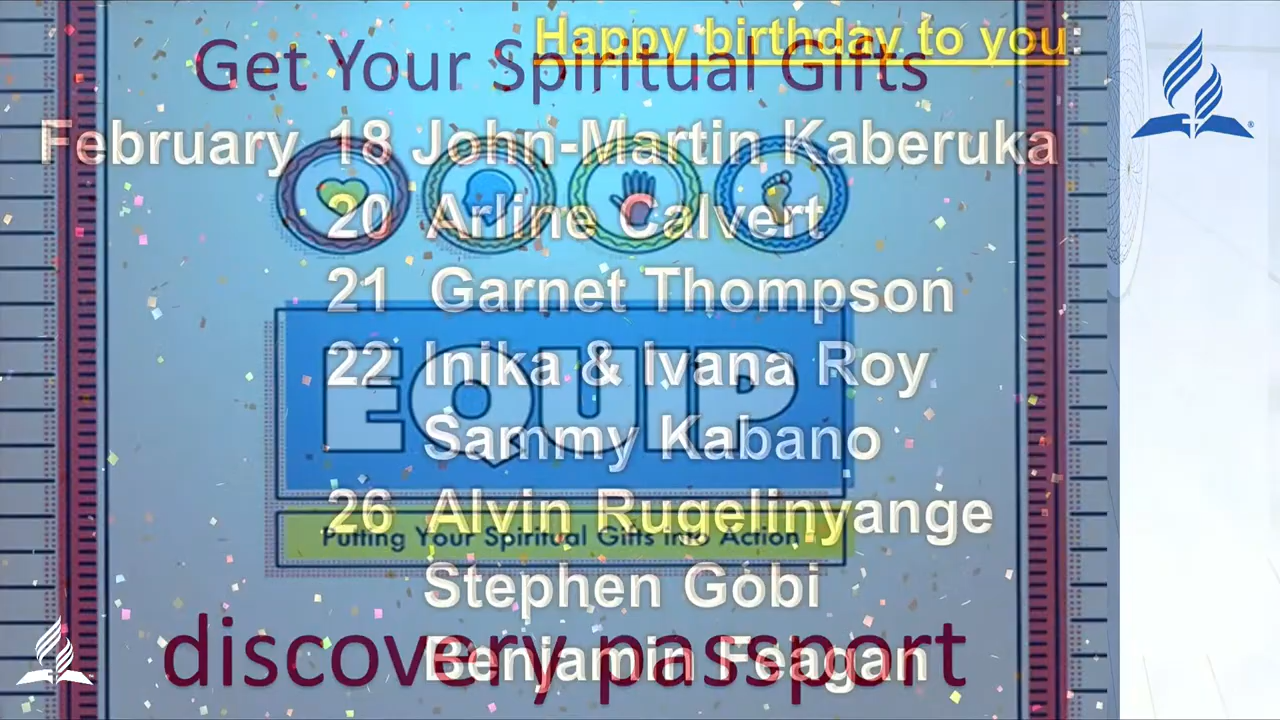 Happy birthday to you:
Get Your Spiritual Gifts
February 18 John-Martin Kaberuka
20 Arline Calvert
21 Garnet Thompson
22 Inika & Ivana Roy
EQUIP
Sammy Kabano
26 Alvin Rugelinyange
Putting Your Spiritual Gifts into Action
Stephen Gobi
discovery passport
Benjamin Feagan